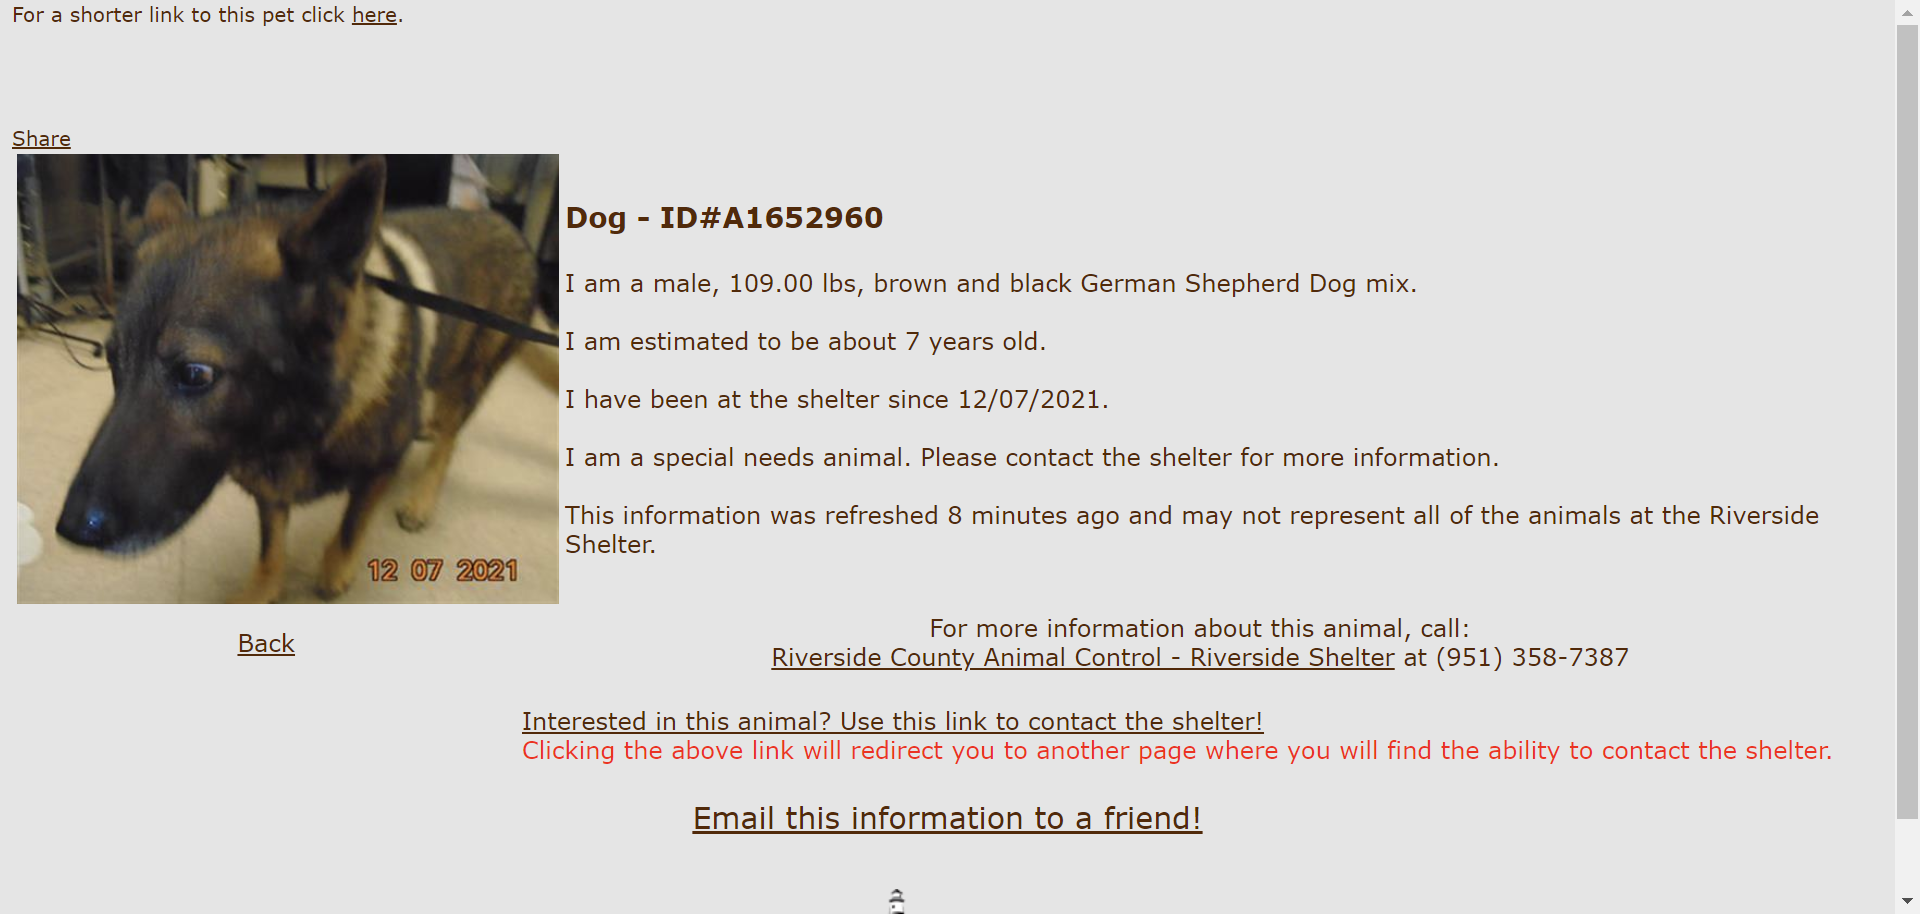 For a shorter link to this pet click here.
Share
Dog - ID#A1652960
I am a male, 109.00 lbs, brown and black German Shepherd Dog mix.
I am estimated to be about 7 years old.
I have been at the shelter since 12/07/2021.
I am a special needs animal. Please contact the shelter for more information.
This information was refreshed 8 minutes ago and may not represent all of the animals at the Riverside
Shelter.
12 07 2021
Back
For more information about this animal, call:
Riverside County Animal Control - Riverside Shelter at (951) 358-7387
Interested in this animal? Use this link to contact the shelter!
Clicking the above link will redirect you to another page where you will find the ability to contact the shelter.
Email this information to a friend!